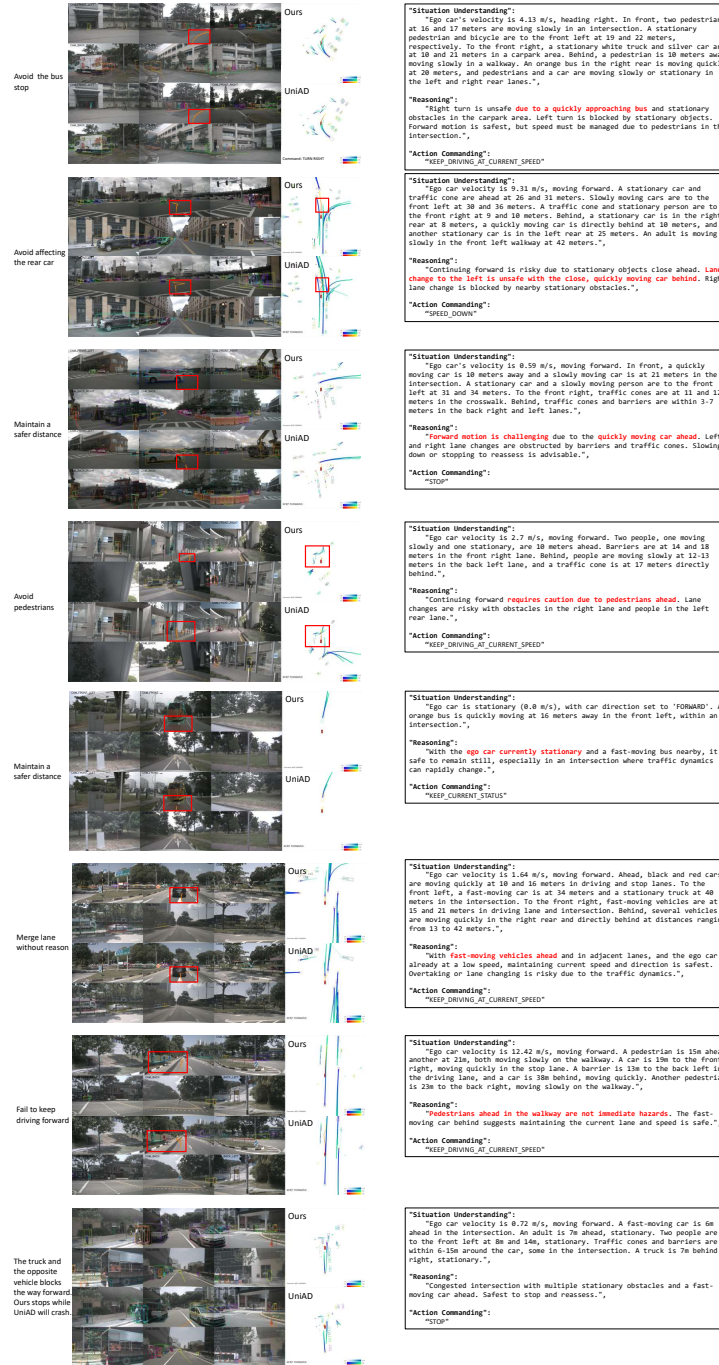 Avoid the bus
stop
Ours
UniAD
Command: TURN RIGHT
"Situation Understanding":
"Ego car's velocity is 4.13 m/s, heading right. In front, two pedestrian
at 16 and 17 meters are moving slowly in an intersection. A stationary
pedestrian and bicycle are to the front left at 19 and 22 meters,
respectively. To the front right, a stationary white truck and silver car ar
at 10 and 21 meters in a carpark area. Behind, a pedestrian is 10 meters awa
moving slowly in a walkway. An orange bus in the right rear is moving quickl
at 20 meters, and pedestrians and a car are moving slowly or stationary in
the left and right rear lanes.",
"Reasoning":
"Right turn is unsafe due to a quickly approaching bus and stationary
obstacles in the carpark area. Left turn is blocked by stationary objects.
Forward motion is safest, but speed must be managed due to pedestrians in th
intersection.",
"Action Commanding":
"KEEP_DRIVING_AT_CURRENT_SPEED"
Avoid affecting
the rear car
Ours
UniAD
"Situation Understanding":
"Ego car velocity is 9.31 m/s, moving forward. A stationary car and
traffic cone are ahead at 26 and 31 meters. Slowly moving cars are to the
front left at 30 and 36 meters. A traffic cone and stationary person are to
the front right at 9 and 10 meters. Behind, a stationary car is in the right
rear at 8 meters, a quickly moving car is directly behind at 10 meters, and
another stationary car is in the left rear at 25 meters. An adult is moving
slowly in the front left walkway at 42 meters.",
"Reasoning":
"Continuing forward is risky due to stationary objects close ahead. Lane
change to the left is unsafe with the close, quickly moving car behind. Righ
lane change is blocked by nearby stationary obstacles.",
"Action Commanding":
"SPEED_DOWN"
Maintain a
safer distance
Ours
UniAD
"Situation Understanding":
"Ego car's velocity is 0.59 m/s, moving forward. In front, a quickly
moving car is 10 meters away and a slowly moving car is at 21 meters in the
intersection. A stationary car and a slowly moving person are to the front
left at 31 and 34 meters. To the front right, traffic cones are at 11 and 12
meters in the crosswalk. Behind, traffic cones and barriers are within 3-7
meters in the back right and left lanes.",
"Reasoning":
"Forward motion is challenging due to the quickly moving car ahead. Left
and right lane changes are obstructed by barriers and traffic cones. Slowing
down or stopping to reassess is advisable.",
"Action Commanding":
"STOP"
Avoid
pedestrians
Ours
UniAD
"Situation Understanding":
"Ego car velocity is 2.7 m/s, moving forward. Two people, one moving
slowly and one stationary, are 10 meters ahead. Barriers are at 14 and 18
meters in the front right lane. Behind, people are moving slowly at 12-13
meters in the back left lane, and a traffic cone is at 17 meters directly
behind.",
"Reasoning":
"Continuing forward requires caution due to pedestrians ahead. Lane
changes are risky with obstacles in the right lane and people in the left
rear lane.",
"Action Commanding":
"KEEP_DRIVING_AT_CURRENT_SPEED"
Maintain a
safer distance
Ours
UniAD
"Situation Understanding":
"Ego car is stationary (0.0 m/s), with car direction set to 'FORWARD'. A
orange bus is quickly moving at 16 meters away in the front left, within an
intersection.",
"Reasoning":
"With the ego car currently stationary and a fast-moving bus nearby, it
safe to remain still, especially in an intersection where traffic dynamics
can rapidly change.",
"Action Commanding":
"KEEP_CURRENT_STATUS"
Merge lane
without reason
Ours
UniAD
"Situation Understanding":
"Ego car velocity is 1.64 m/s, moving forward. Ahead, black and red cars
are moving quickly at 10 and 16 meters in driving and stop lanes. To the
front left, a fast-moving car is at 34 meters and a stationary truck at 40
meters in the intersection. To the front right, fast-moving vehicles are at
15 and 21 meters in driving lane and intersection. Behind, several vehicles
are moving quickly in the right rear and directly behind at distances rangin
from 13 to 42 meters.",
"Reasoning":
"With fast-moving vehicles ahead and in adjacent lanes, and the ego car
already at a low speed, maintaining current speed and direction is safest.
Overtaking or lane changing is risky due to the traffic dynamics.",
"Action Commanding":
"KEEP_DRIVING_AT_CURRENT_SPEED"
Fail to keep
driving forward
Ours
UniAD
"Situation Understanding":
"Ego car velocity is 12.42 m/s, moving forward. A pedestrian is 15m ahea
another at 21m, both moving slowly on the walkway. A car is 19m to the front
right, moving quickly in the stop lane. A barrier is 13m to the back left in
the driving lane, and a car is 38m behind, moving quickly. Another pedestria
is 23m to the back right, moving slowly on the walkway.",
"Reasoning":
"Pedestrians ahead in the walkway are not immediate hazards. The fast-
moving car behind suggests maintaining the current lane and speed is safe.",
"Action Commanding":
"KEEP_DRIVING_AT_CURRENT_SPEED"
The truck and
the opposite
vehicle blocks
the way forward.
Ours stops while
UniAD will crash.
Ours
UniAD
"Situation Understanding":
"Ego car velocity is 0.72 m/s, moving forward. A fast-moving car is 6m
ahead in the intersection. An adult is 7m ahead, stationary. Two people are
to the front left at 8m and 14m, stationary. Traffic cones and barriers are
within 6-15m around the car, some in the intersection. A truck is 7m behind
right, stationary.",
"Reasoning":
"Congested intersection with multiple stationary obstacles and a fast-
moving car ahead. Safest to stop and reassess.",
"Action Commanding":
"STOP"